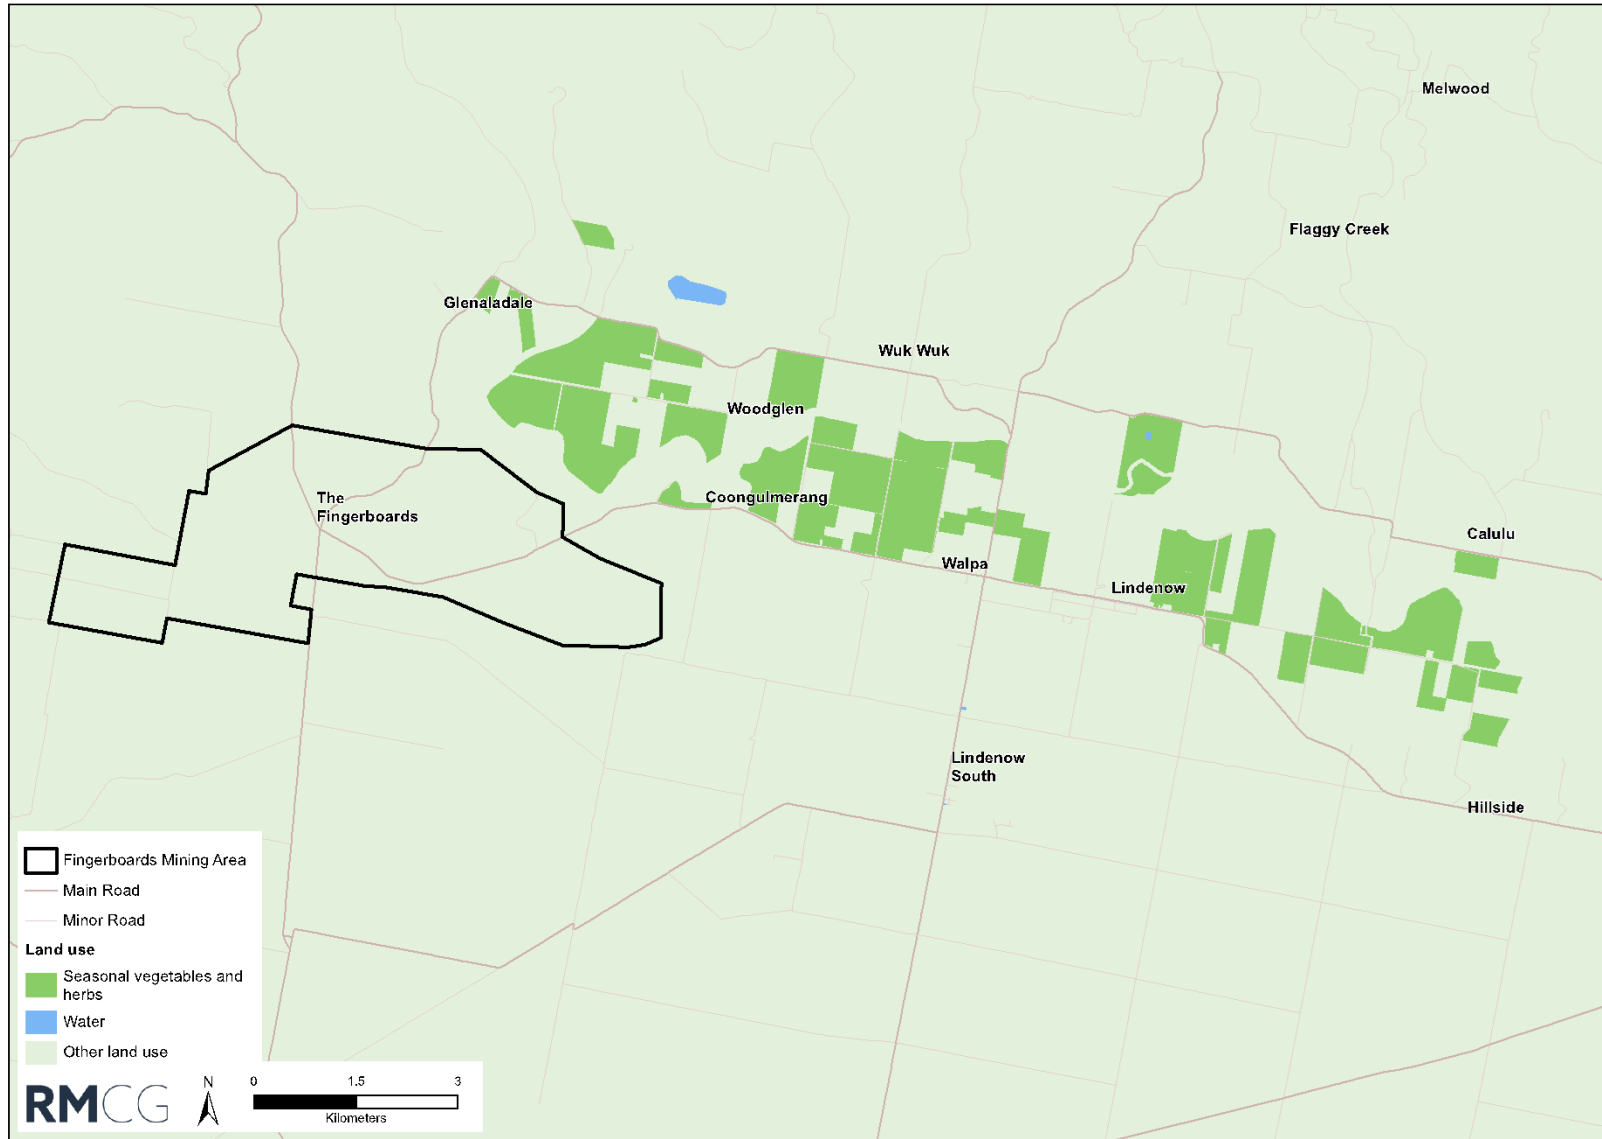 Melwood
Flaggy Creek
Glenaladale
Wuk Wuk
Woodglen
The
Fingerboards
Coongulmerang
Calulu
Walpa
Lindenow
Lindenow
South
Hillside
Fingerboards Mining Area
Main Road
Minor Road
Land use
Seasonal vegetables and
herbs
Water
Other land use
RMCG
N
0 1.5 3
Kilometers